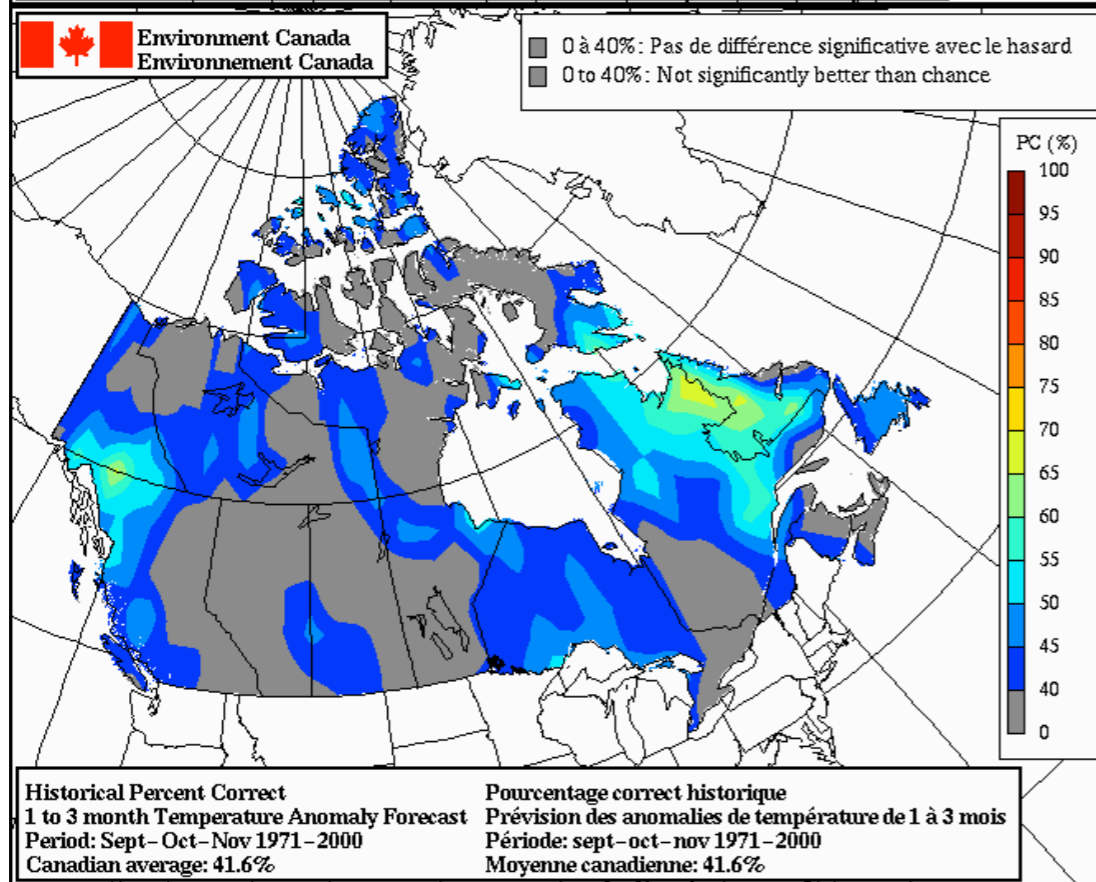 Environment Canada
Environnement Canada
0 à 40%: Pas de différence significative avec le hasard
0 to 40%: Not significantly better than chance
PC (%)
100
95
90
85
80
75
70
65
60
55
50
45
40
0
Historical Percent Correct
1 to 3 month Temperature Anomaly Forecast
Period: Sept-Oct-Nov 1971-2000
Canadian average: 41.6%
Pourcentage correct historique
Prévision des anomalies de température de 1 à 3 mois
Période: sept-oct-nov 1971-2000
Moyenne canadienne: 41.6%